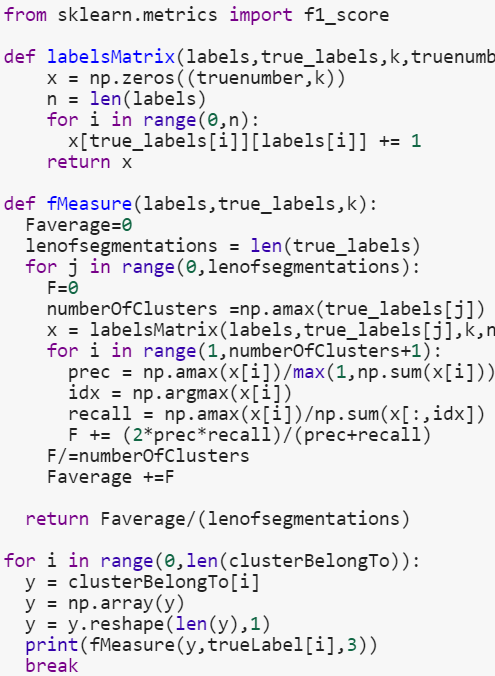 from sklearn.metrics import f1_score
def labelsMatrix(labels,true_labels,k,truenumb
x = np.zeros((truenumber,k))
n = len(labels)
for i in range(0,n):
x[true_labels[i]][labels[i]] += 1
return x
def fMeasure(labels,true_labels,k):
Faverage=0
lenofsegmentations = len(true_labels)
for j in range(0,lenofsegmentations):
F=0
numberOfClusters =np.amax(true_labels[j])
x = labelsMatrix(labels,true_labels[j],k,n
for i in range(1,numberOfClusters+1):
prec = np.amax(x[i])/max(1,np.sum(x[i]))
idx = np.argmax(x[i])
recall = np.amax(x[i])/np.sum(x[:,idx])
F += (2*prec*recall)/(prec+recall)
F/=numberOfClusters
Faverage +=F
return Faverage/(lenofsegmentations)
for i in range(0,len(clusterBelongTo)):
y = clusterBelongTo[i]
y = np.array(y)
y = y.reshape(len(y),1)
print(fMeasure(y,trueLabel[i],3))
break